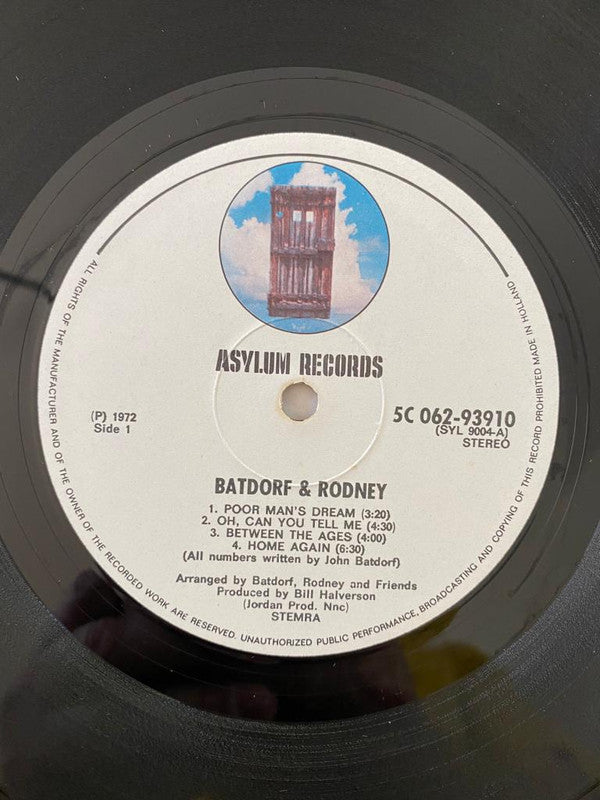 ASYLUM RECORDS
(P) 1972
Side 1
5C 062-93910
(SYL 9004-A)
STEREO
BATDORF & RODNEY
1. POOR MAN'S DREAM (3:20)
2. OH, CAN YOU TELL ME (4:30)
3. BETWEEN THE AGES (4:00)
4. HOME AGAIN (6:30)
(All numbers written by John Batdorf)
Arranged by Batdorf, Rodney and Friends
Produced by Bill Halverson
(Jordan Prod. Nnc)
STEMRA
ALL RIGHTS OF THE MANUFACTURER AND OF THE OWNER OF THE RECORDED WORK ARE RESERVED. UNAUTHORIZED PUBLIC PERFORMANCE, BROADCASTING AND COPYING OF THIS RECORD PROHIBITED MADE IN HOLLAND